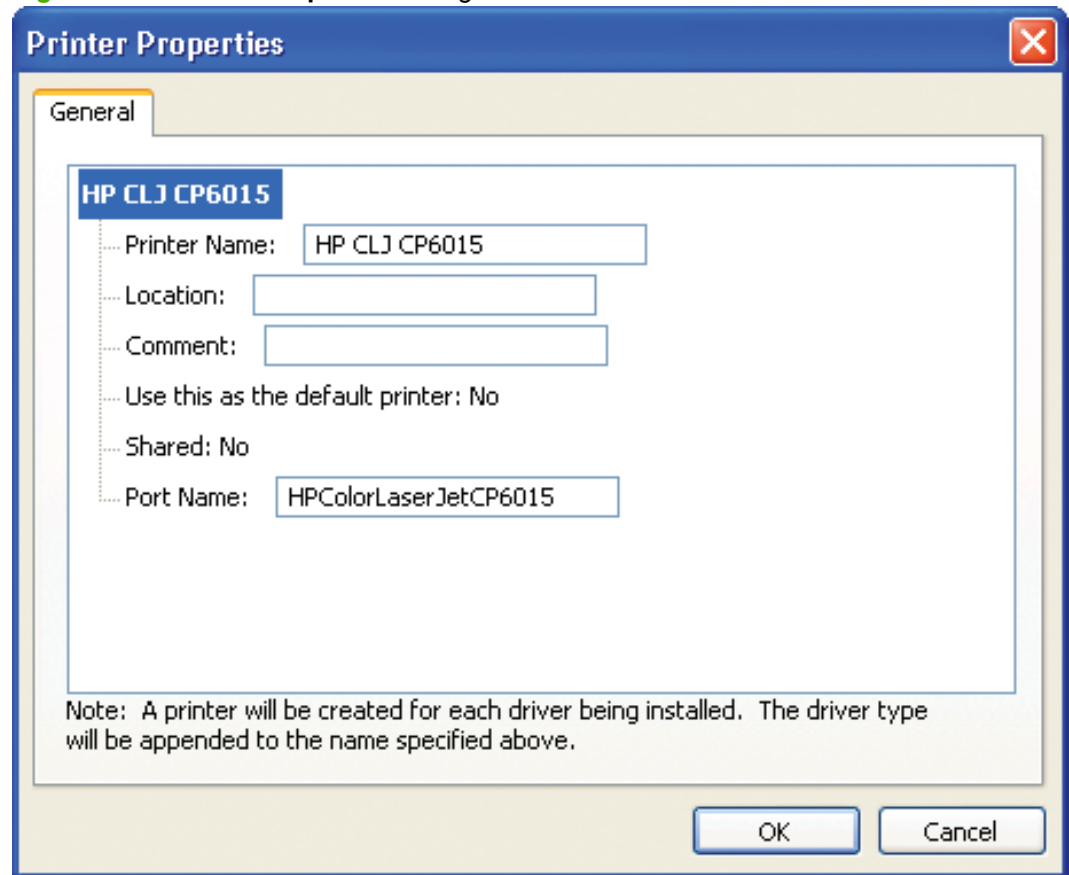 Printer Properties
General
HP CLJ CP6015
Printer Name: HP CLJ CP6015
Location:
Comment:
Use this as the default printer: No
Shared: No
Port Name: HPColorLaserJetCP6015
Note: A printer will be created for each driver being installed. The driver type
will be appended to the name specified above.
OK Cancel